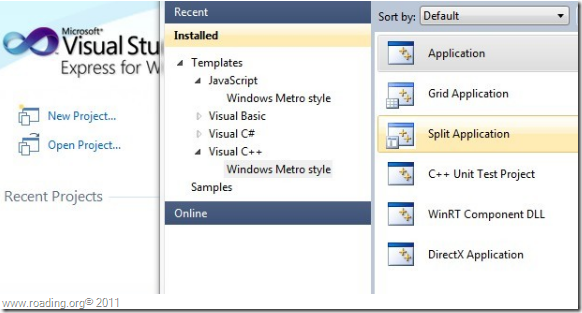 Microsoft®
Visual Stu
Express for W
New Project...
Open Project...
Recent Projects
Recent
Installed
Templates
JavaScript
Windows Metro style
Visual Basic
Visual C#
Visual C++
Windows Metro style
Samples
Online
Sort by: Default
Application
Grid Application
Split Application
C++ Unit Test Project
WinRT Component DLL
DirectX Application
www.roading.org© 2011